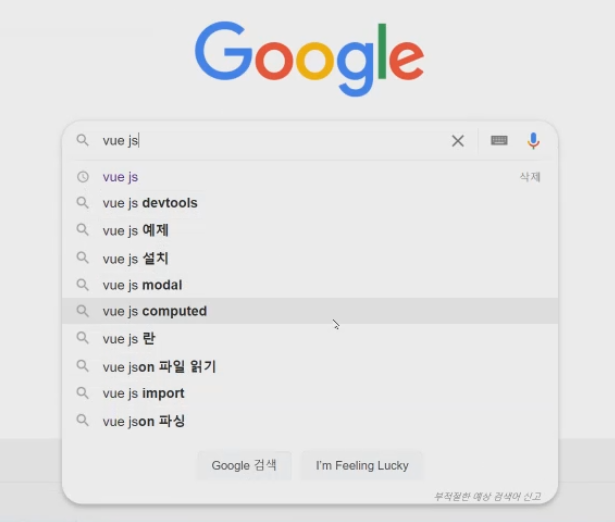 Google
vue js
vue js 삭제
vue js devtools
vue js 예제
vue js 설치
vue js modal
vue js computed
vue js 란
vue json 파일 읽기
vue js import
vue json 파싱
Google 검색 I'm Feeling Lucky
부적절한 예상 검색어 신고